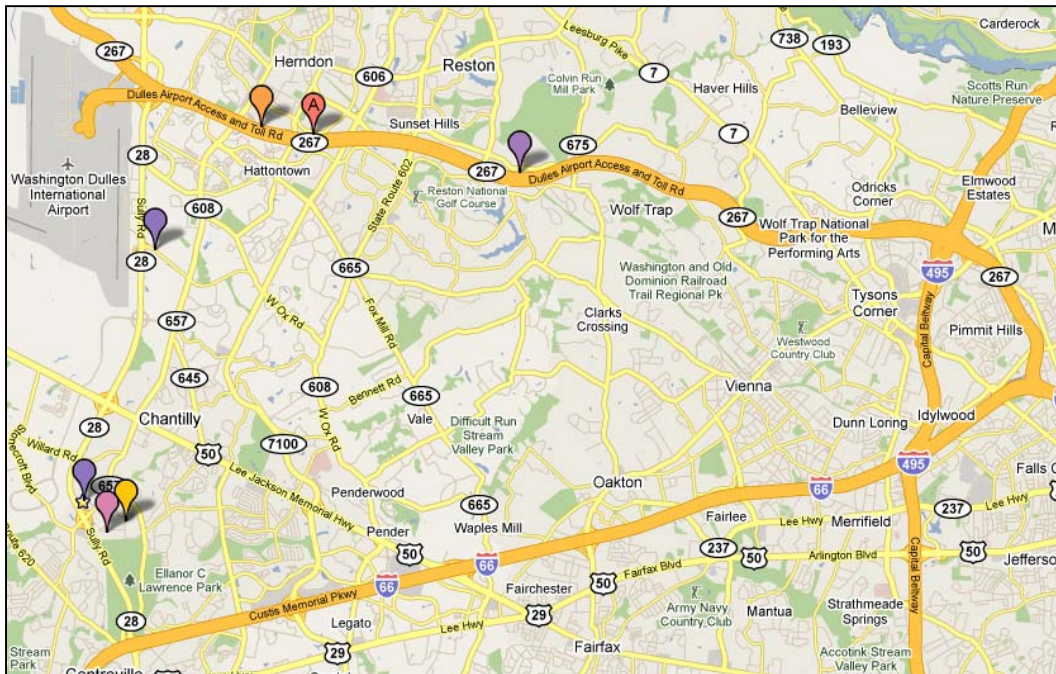 Carderock
738
193
267
Leesburg Pike
Herndon
606
Reston
Colvin Run
Mill Park
7
Haver Hills
Scotts Run
Nature Preserve
Dulles Airport Access and Toll Rd
A
Sunset Hills
Belleview
28
267
675
7
Washington Dulles
International
Airport
Hattontown
State Route 602
267
Dulles Airport Access and Toll Rd
Reston National
Golf Course
Odricks
Corner
Elmwood
Estates
608
Sully Rd
Wolf Trap
267
Wolf Trap National
Park for the
Performing Arts
28
665
Washington and Old
Dominion Railroad
Trail Regional Pk
495
267
W Ox Rd
Fox Mill Rd
Tysons
Corner
657
Clarks
Crossing
Capital Beltway
Pimmit Hills
Westwood
Country Club
645
608
Bennett Rd
665
Vienna
Chantilly
W Ox Rd
Vale
Difficult Run
Stream
Valley Park
Dunn Loring
Idylwood
28
50
7100
Willard Rd
Stonecroft Blvd
Lee Jackson Memorial Hwy
495
Falls
657
Penderwood
Oakton
66
665
Waples Mill
Fairlee
Lee Hwy
Merrifield
237
Lee Hwy
Route 620
Sully Rd
Pender
50
237
50
Arlington Blvd
50
Jefferso
66
Ellanor C
Lawrence Park
66
Fairchester
50
Fairfax Blvd
Custis Memorial Pkwy
29
Army Navy
Country Club
Mantua
Strathmeade
Springs
Capital Beltway
28
Legato
Lee Hwy
29
Fairfax
Accotink Stream
Valley Park
Stream
Park
Centreville